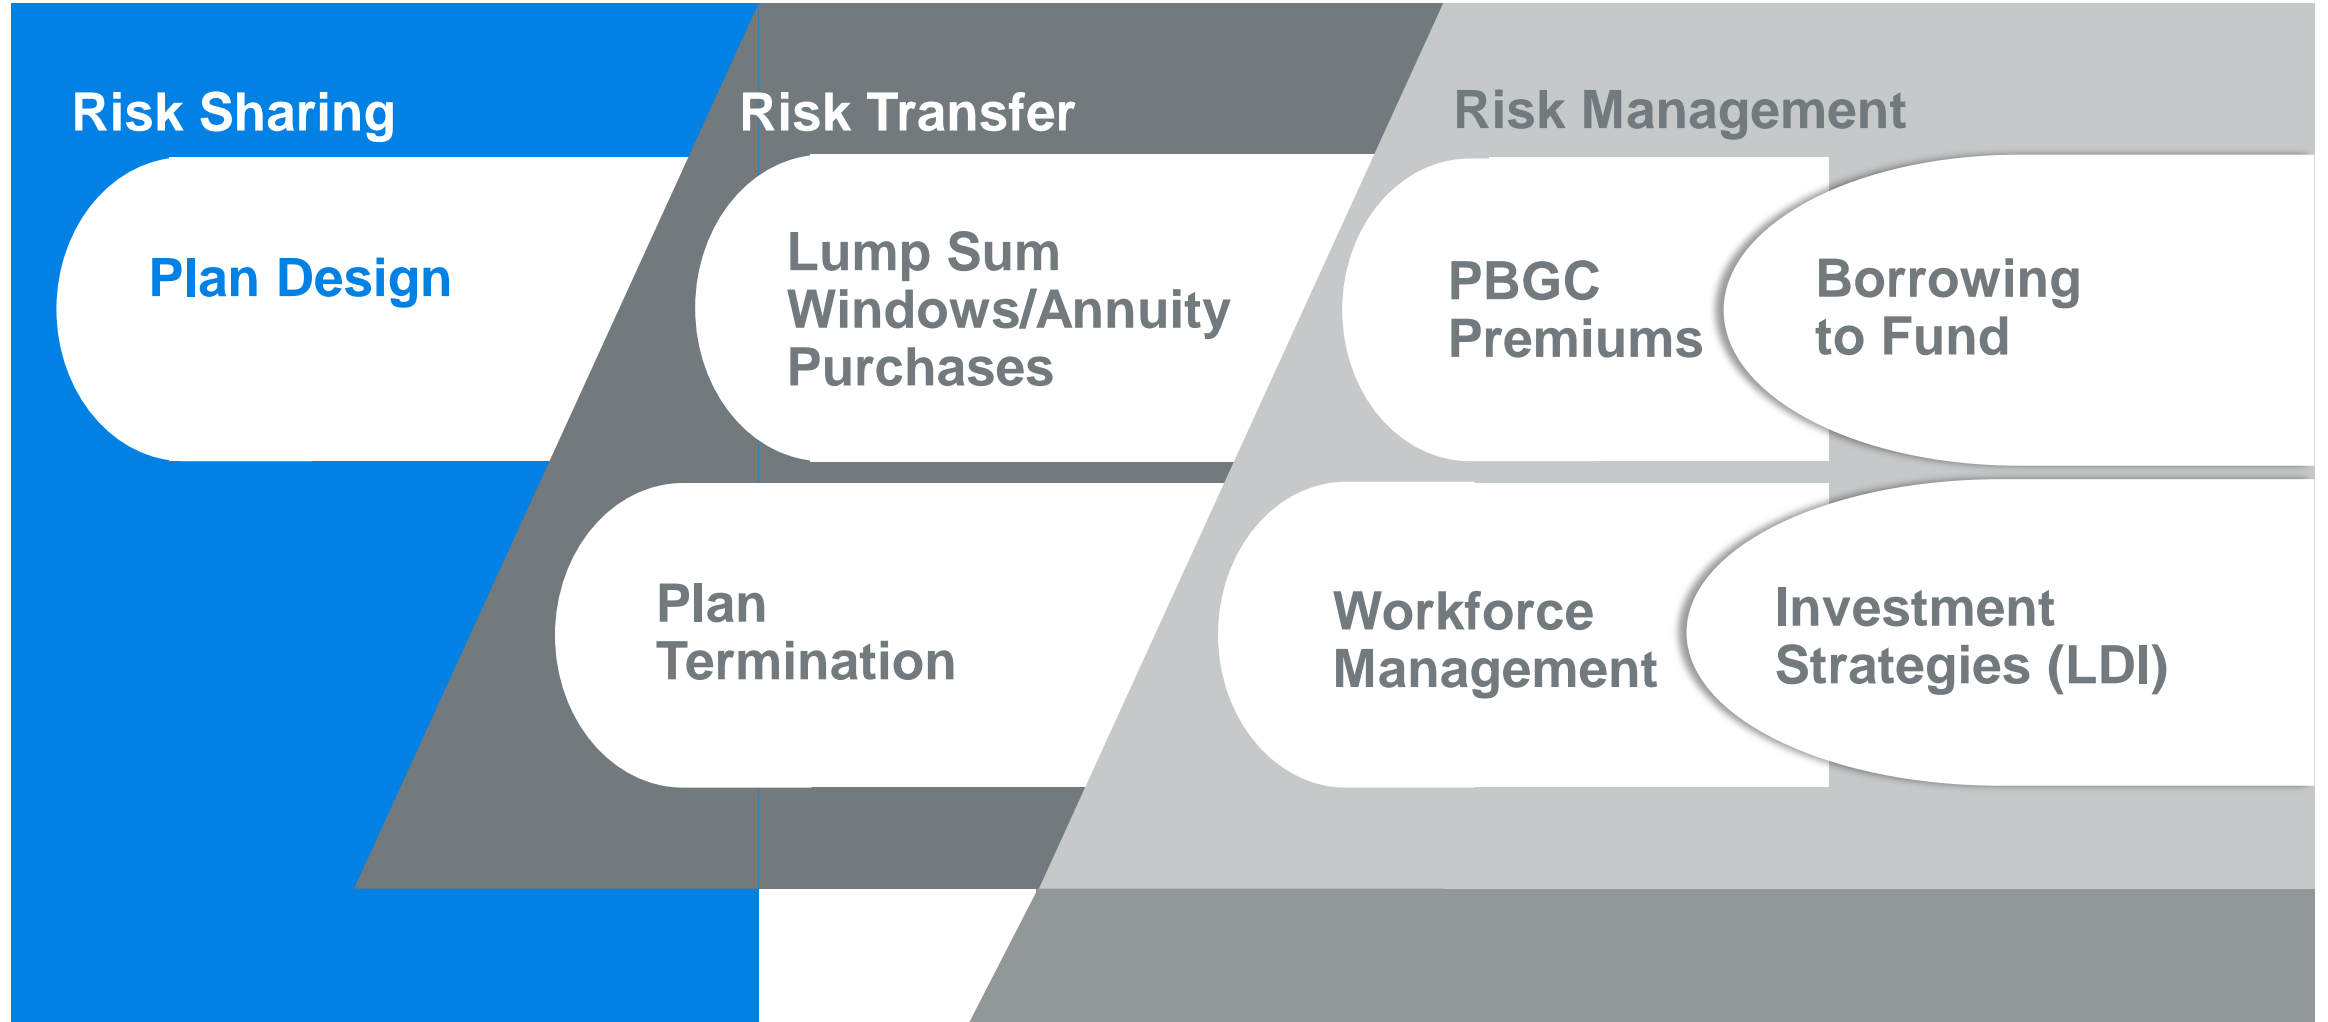 Risk Sharing
Plan Design
Risk Transfer
Lump Sum
Windows/Annuity
Purchases
Plan
Termination
Risk Management
PBGC
Premiums
Borrowing
to Fund
Workforce
Management
Investment
Strategies (LDI)